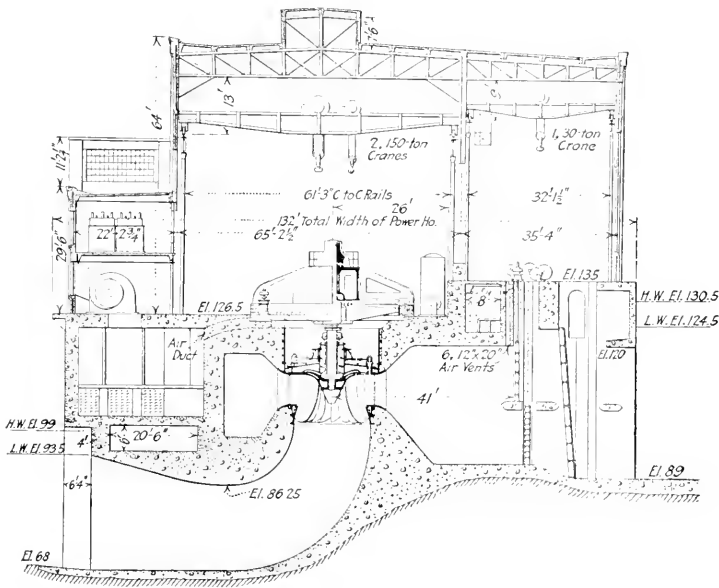 1'6"
64'
13'
9'
2, 150-ton
Cranes
1, 30-ton
Crane
11'2½"
61'-3" C to C Rails
26'
32'-1½"
132' Total Width of Power Ho.
29'6"
22' 2¾"
65'-2½"
35'-4"
El. 135
8'
H.W. El. 130.5
El. 126.5
L.W. El. 124.5
Air
Duct
6, 12"x20"
Air Vents
El. 120
41'
H.W. El. 99
20'-6"
6'
4'
L.W. El. 93.5
6'4"
El. 86.25
El. 89
El. 68